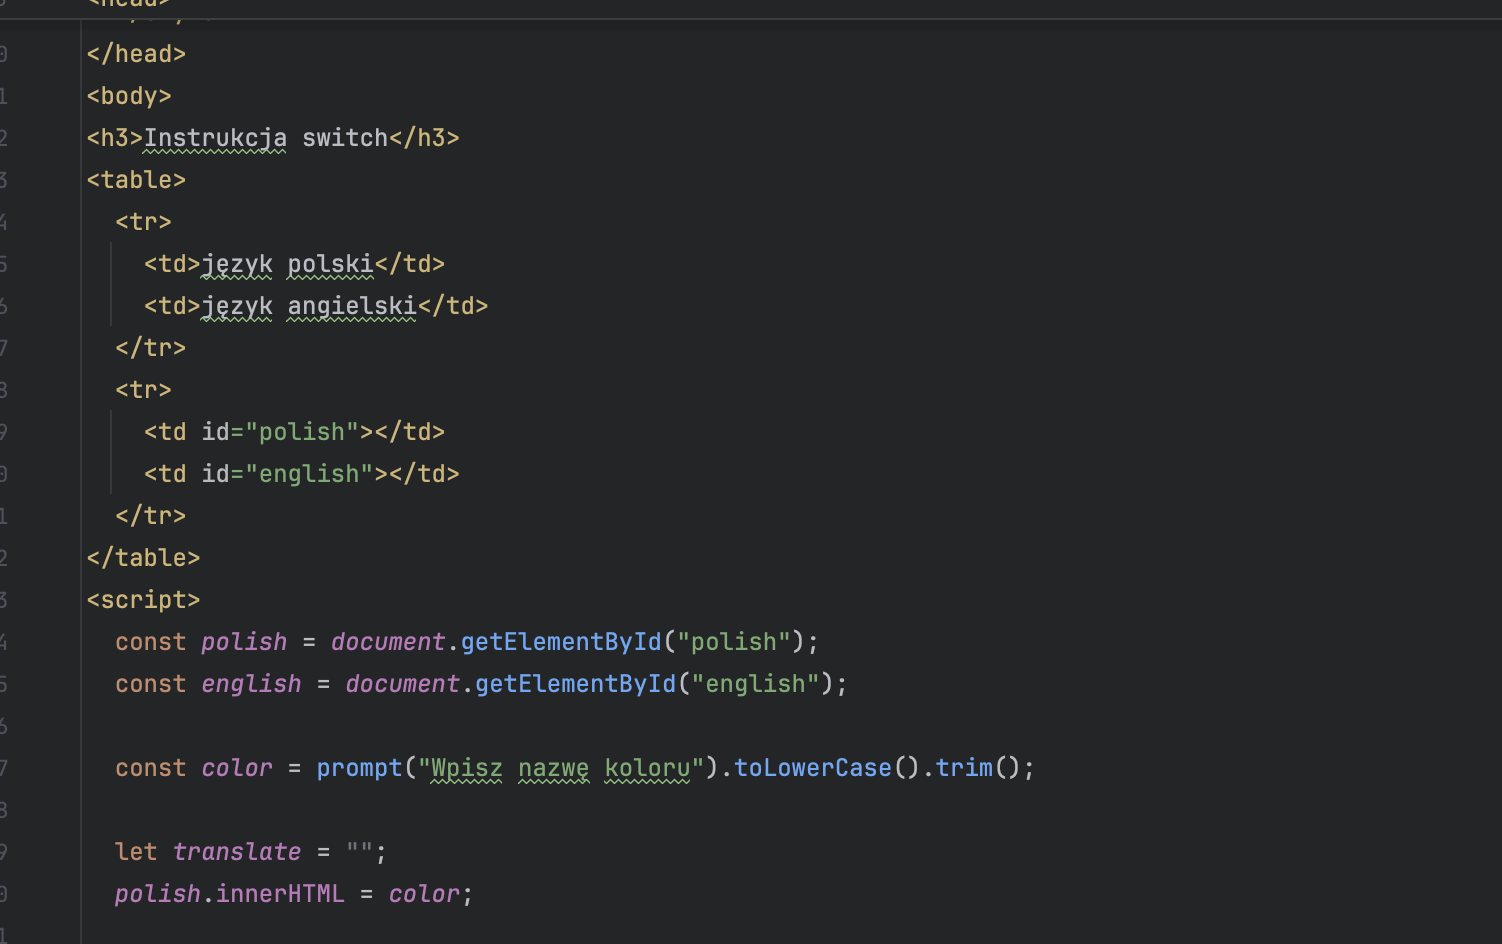 <head>
</head>
<body>
<h3>Instrukcja switch</h3>
<table>
<tr>
<td>język polski</td>
<td>język angielski</td>
</tr>
<tr>
<td id="polish"></td>
<td id="english"></td>
</tr>
</table>
<script>
const polish = document.getElementById("polish");
const english = document.getElementById("english");
const color = prompt("Wpisz nazwę koloru").toLowerCase().trim();
let translate = "";
polish.innerHTML = color;